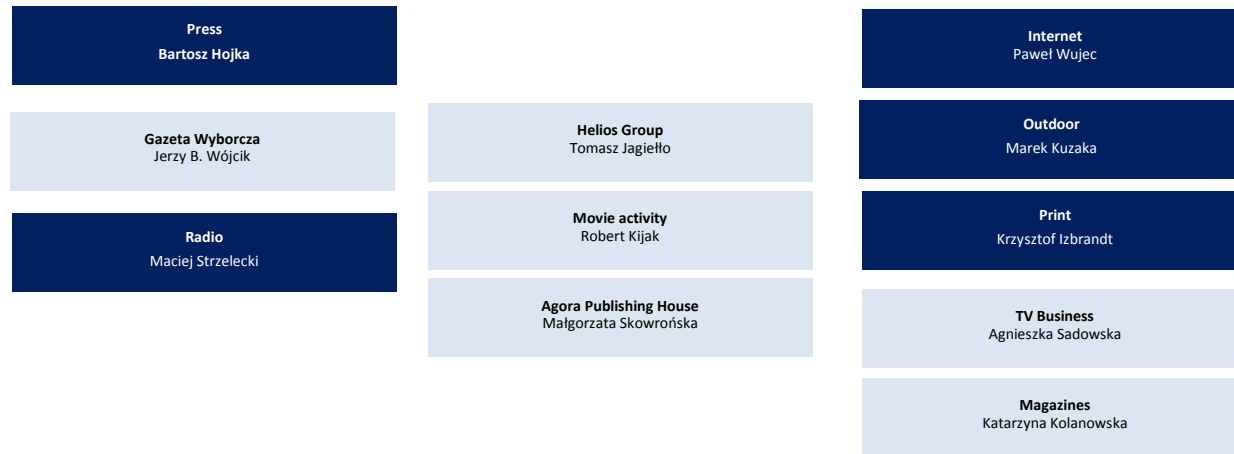 Press
Bartosz Hojka
Gazeta Wyborcza
Jerzy B. Wójcik
Radio
Maciej Strzelecki
Helios Group
Tomasz Jagiełło
Movie activity
Robert Kijak
Agora Publishing House
Małgorzata Skowrońska
Internet
Paweł Wujec
Outdoor
Marek Kuzaka
Print
Krzysztof Izbrandt
TV Business
Agnieszka Sadowska
Magazines
Katarzyna Kolanowska